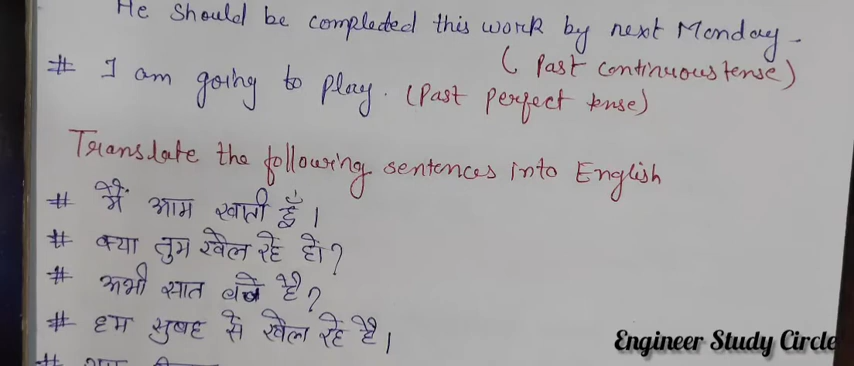 He should be completed this work by next Monday.
( Past continuous tense)
# I am going to play. (Past perfect tense)
Translate the following sentences into English
# मैं आम खाती हूँ।
# क्या तुम खेल रहे हो?
# अभी सात बजे है?
# हम सुबह से खेल रहे है।
Engineer Study Circle
#